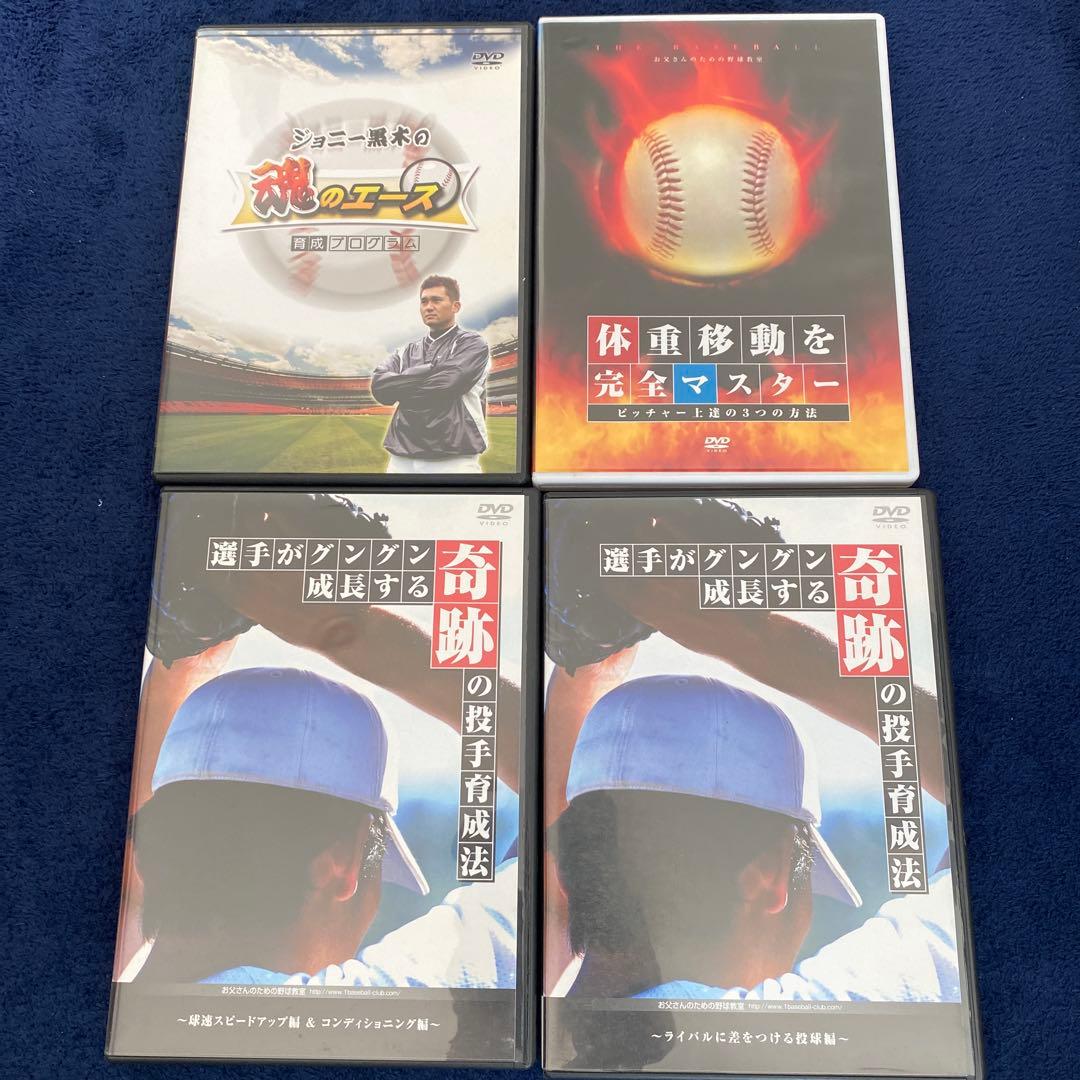 DVD
VIDEO
ジョニー黒木の
魂のエース
育成プログラム
THE BASEBALL
お父さんのための野球教室
体重移動を
完全マスター
ピッチャー上達の3つの方法
DVD
VIDEO
DVD
VIDEO
選手がグングン
成長する
奇跡の投手育成法
お父さんのための野球教室 http://www.1baseball-club.com/
～球速スピードアップ編 & コンディショニング編～
DVD
VIDEO
選手がグングン
成長する
奇跡の投手育成法
お父さんのための野球教室 http://www.1baseball-club.com/
～ライバルに差をつける投球編～